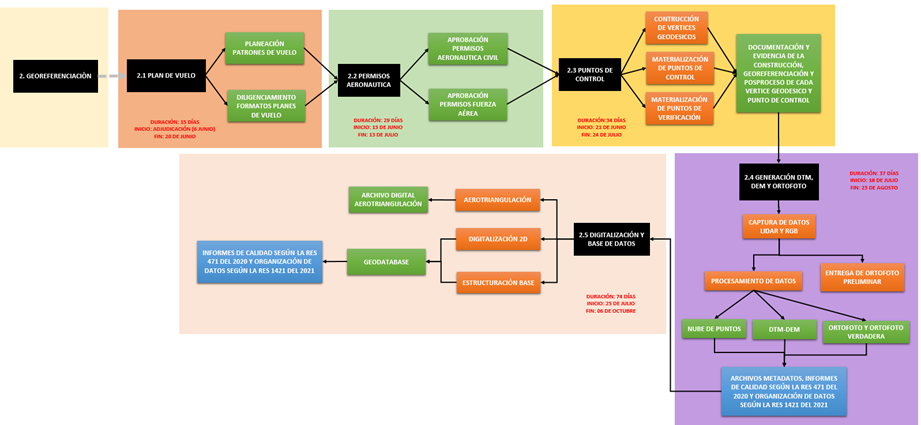 2. GEOREFERENCIACIÓN
2.1 PLAN DE VUELO
PLANEACIÓN
PATRONES DE VUELO
DILIGENCIAMIENTO
FORMATOS PLANES
DE VUELO
DURACIÓN: 15 DÍAS
INICIO: ADJUDICACIÓN (6 JUNIO)
FIN: 20 DE JUNIO
2.2 PERMISOS
AERONAUTICA
APROBACIÓN
PERMISOS
AERONAUTICA CIVIL
APROBACIÓN
PERMISOS FUERZA
AÉREA
DURACIÓN: 29 DÍAS
INICIO: 15 DE JUNIO
FIN: 13 DE JULIO
2.3 PUNTOS DE
CONTROL
CONTRUCCIÓN
DE VERTICES
GEODESICOS
MATERIALIZACIÓN
DE PUNTOS DE
CONTROL
MATERIALIZACIÓN
DE PUNTOS DE
VERIFICACIÓN
DURACIÓN:34 DÍAS
INICIO: 21 DE JUNIO
FIN: 24 DE JULIO
DOCUMENTACIÓN Y
EVIDENCIA DE LA
CONSTRUCCIÓN,
GEOREFERENCIACIÓN Y
POSPROCESO DE CADA
VERTICE GEODESICO Y
PUNTO DE CONTROL
2.4 GENERACIÓN DTM,
DEM Y ORTOFOTO
DURACIÓN: 37 DÍAS
INICIO: 18 DE JULIO
FIN: 23 DE AGOSTO
CAPTURA DE DATOS
LIDAR Y RGB
PROCESAMIENTO DE DATOS
ENTREGA DE ORTOFOTO
PRELIMINAR
NUBE DE PUNTOS
DTM-DEM
ORTOFOTO Y ORTOFOTO
VERDADERA
ARCHIVOS METADATOS, INFORMES
DE CALIDAD SEGÚN LA RES 471 DEL
2020 Y ORGANIZACIÓN DE DATOS
SEGÚN LA RES 1421 DEL 2021
2.5 DIGITALIZACIÓN Y
BASE DE DATOS
AEROTRIANGULACIÓN
DIGITALIZACIÓN 2D
ESTRUCTURACIÓN BASE
ARCHIVO DIGITAL
AEROTRIANGULACIÓN
GEODATABASE
INFORMES DE CALIDAD SEGÚN LA RES
471 DEL 2020 Y ORGANIZACIÓN DE
DATOS SEGÚN LA RES 1421 DEL 2021
DURACIÓN: 74 DÍAS
INICIO: 25 DE JULIO
FIN: 06 DE OCTUBRE